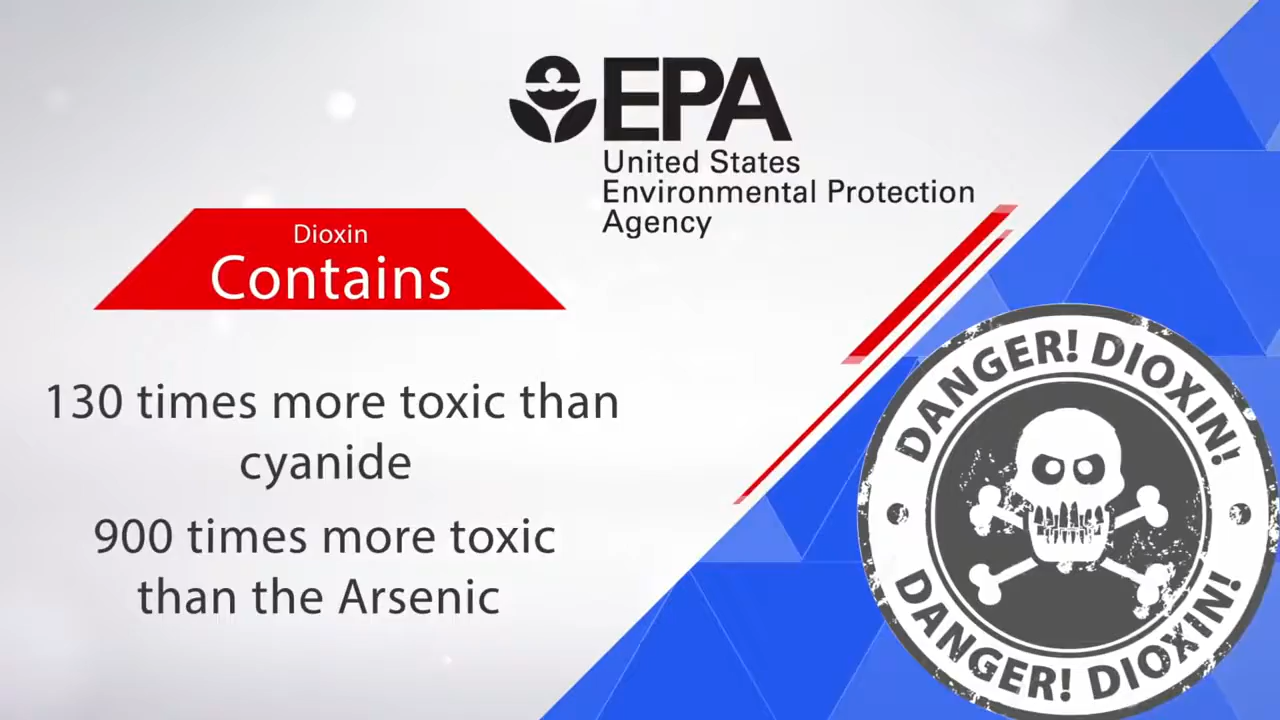 EPA
United States
Environmental Protection
Agency
Dioxin
Contains
130 times more toxic than
cyanide
900 times more toxic
than the Arsenic
DANGER! DIOXIN!
DANGER! DIOXIN!